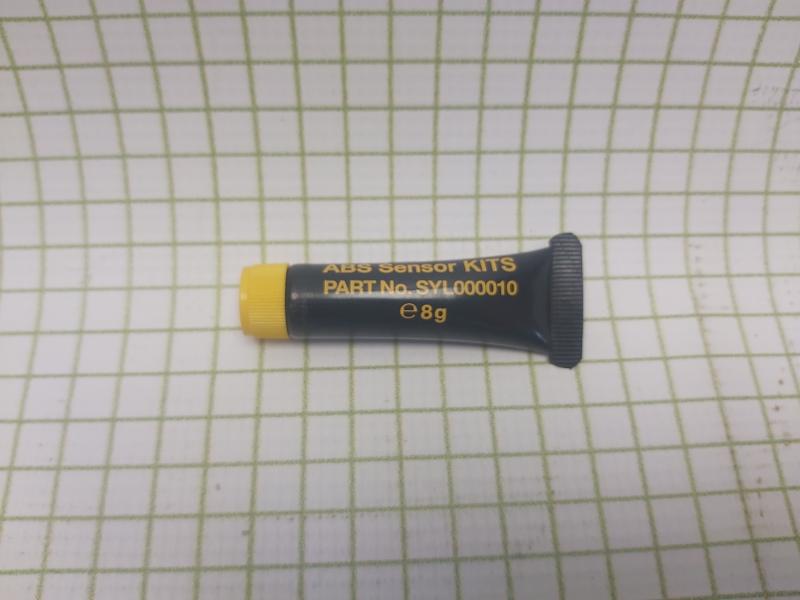 ABS Sensor KITS
PART No. SYL000010
℮8g